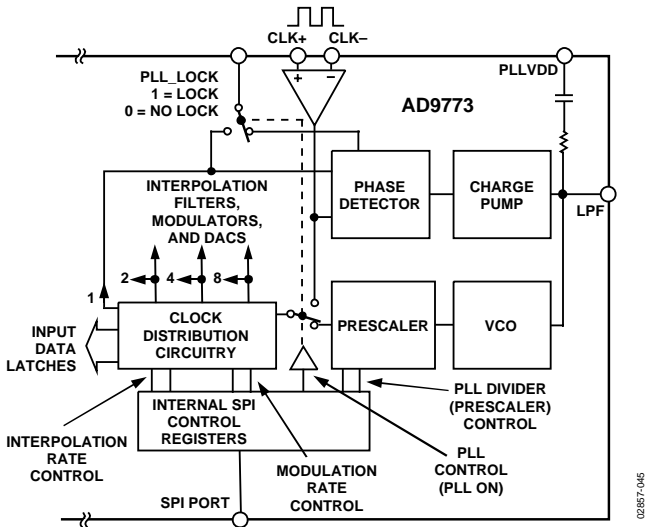 CLK+
CLK–
PLLVDD
PLL_LOCK
1 = LOCK
0 = NO LOCK
+
–
AD9773
INTERPOLATION
FILTERS,
MODULATORS,
AND DACS
PHASE
DETECTOR
CHARGE
PUMP
LPF
2
4
8
1
CLOCK
DISTRIBUTION
CIRCUITRY
PRESCALER
VCO
INPUT
DATA
LATCHES
INTERNAL SPI
CONTROL
REGISTERS
PLL DIVIDER
(PRESCALER)
CONTROL
INTERPOLATION
RATE
CONTROL
MODULATION
RATE
CONTROL
PLL
CONTROL
(PLL ON)
SPI PORT
02857-045